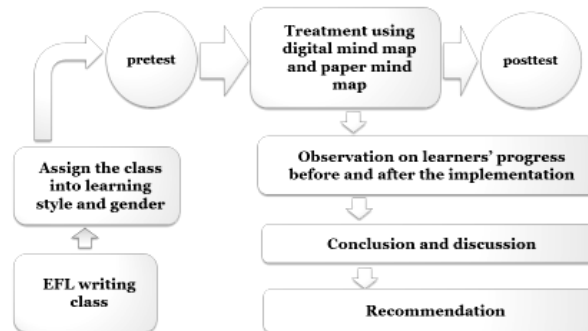 pretest
Treatment using
digital mind map
and paper mind
map
posttest
Assign the class
into learning
style and gender
EFL writing
class
Observation on learners’ progress
before and after the implementation
Conclusion and discussion
Recommendation